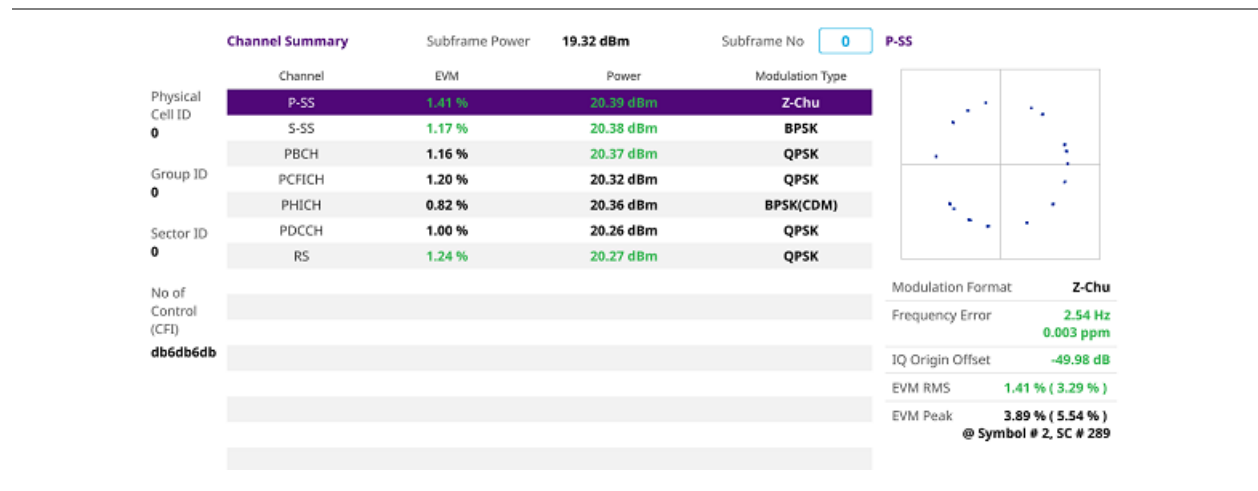 Channel Summary Subframe Power 19.32 dBm Subframe No 0 P-SS
Channel EVM Power Modulation Type
Physical
Cell ID
0
Group ID
0
Sector ID
0
No of
Control
(CFI)
db6db6db
P-SS 1.41 % 20.39 dBm Z-Chu
S-SS 1.17 % 20.38 dBm BPSK
PBCH 1.16 % 20.37 dBm QPSK
PCFICH 1.20 % 20.32 dBm QPSK
PHICH 0.82 % 20.36 dBm BPSK(CDM)
PDCCH 1.00 % 20.26 dBm QPSK
RS 1.24 % 20.27 dBm QPSK
Modulation Format Z-Chu
Frequency Error 2.54 Hz
0.003 ppm
IQ Origin Offset -49.98 dB
EVM RMS 1.41 % ( 3.29 % )
EVM Peak 3.89 % ( 5.54 % )
@ Symbol # 2, SC # 289